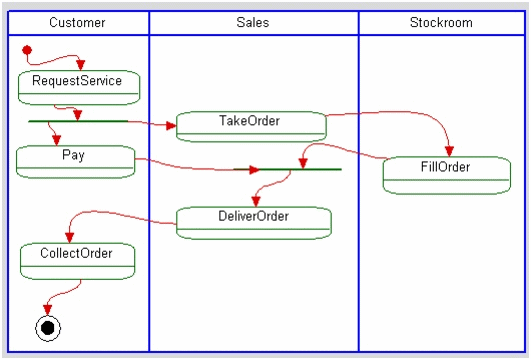 Customer
Sales
Stockroom
RequestService
TakeOrder
Pay
FillOrder
DeliverOrder
CollectOrder